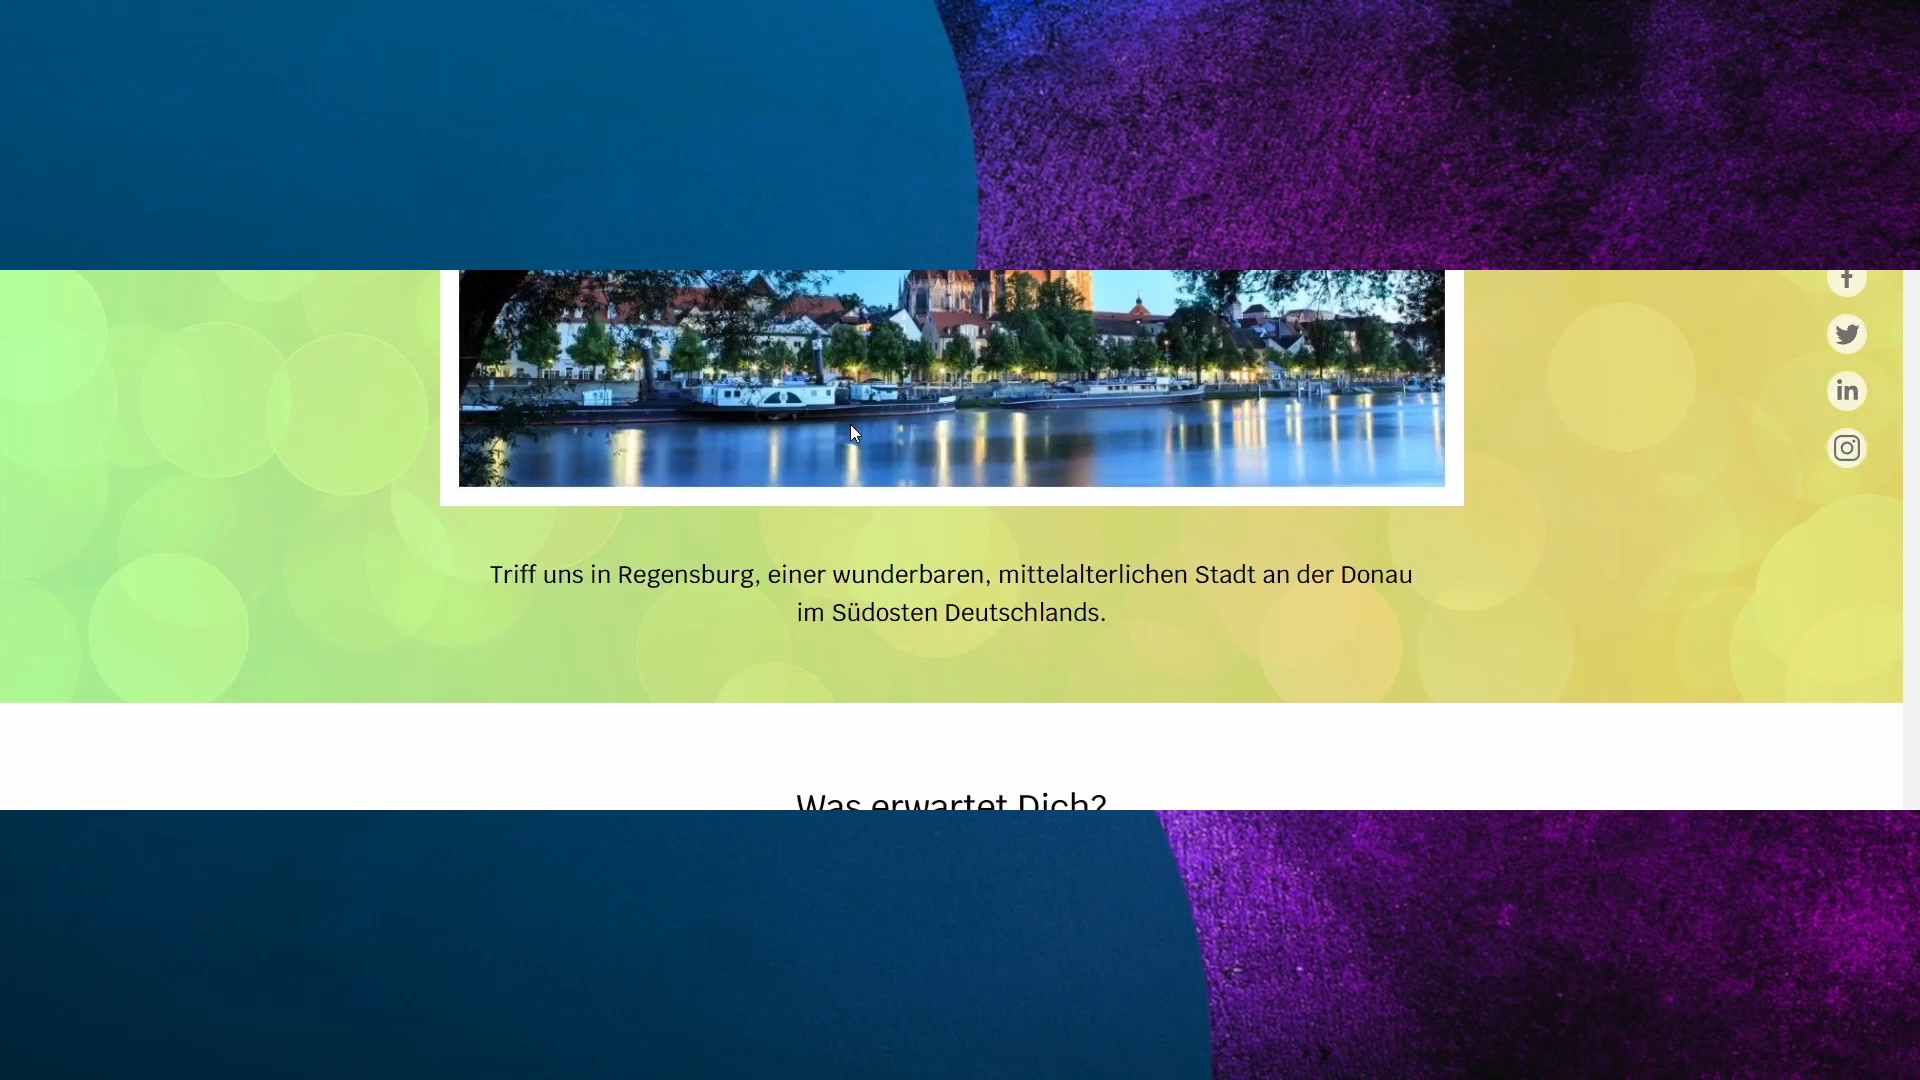 Triff uns in Regensburg, einer wunderbaren, mittelalterlichen Stadt an der Donau
im Südosten Deutschlands.
Was erwartet Dich?